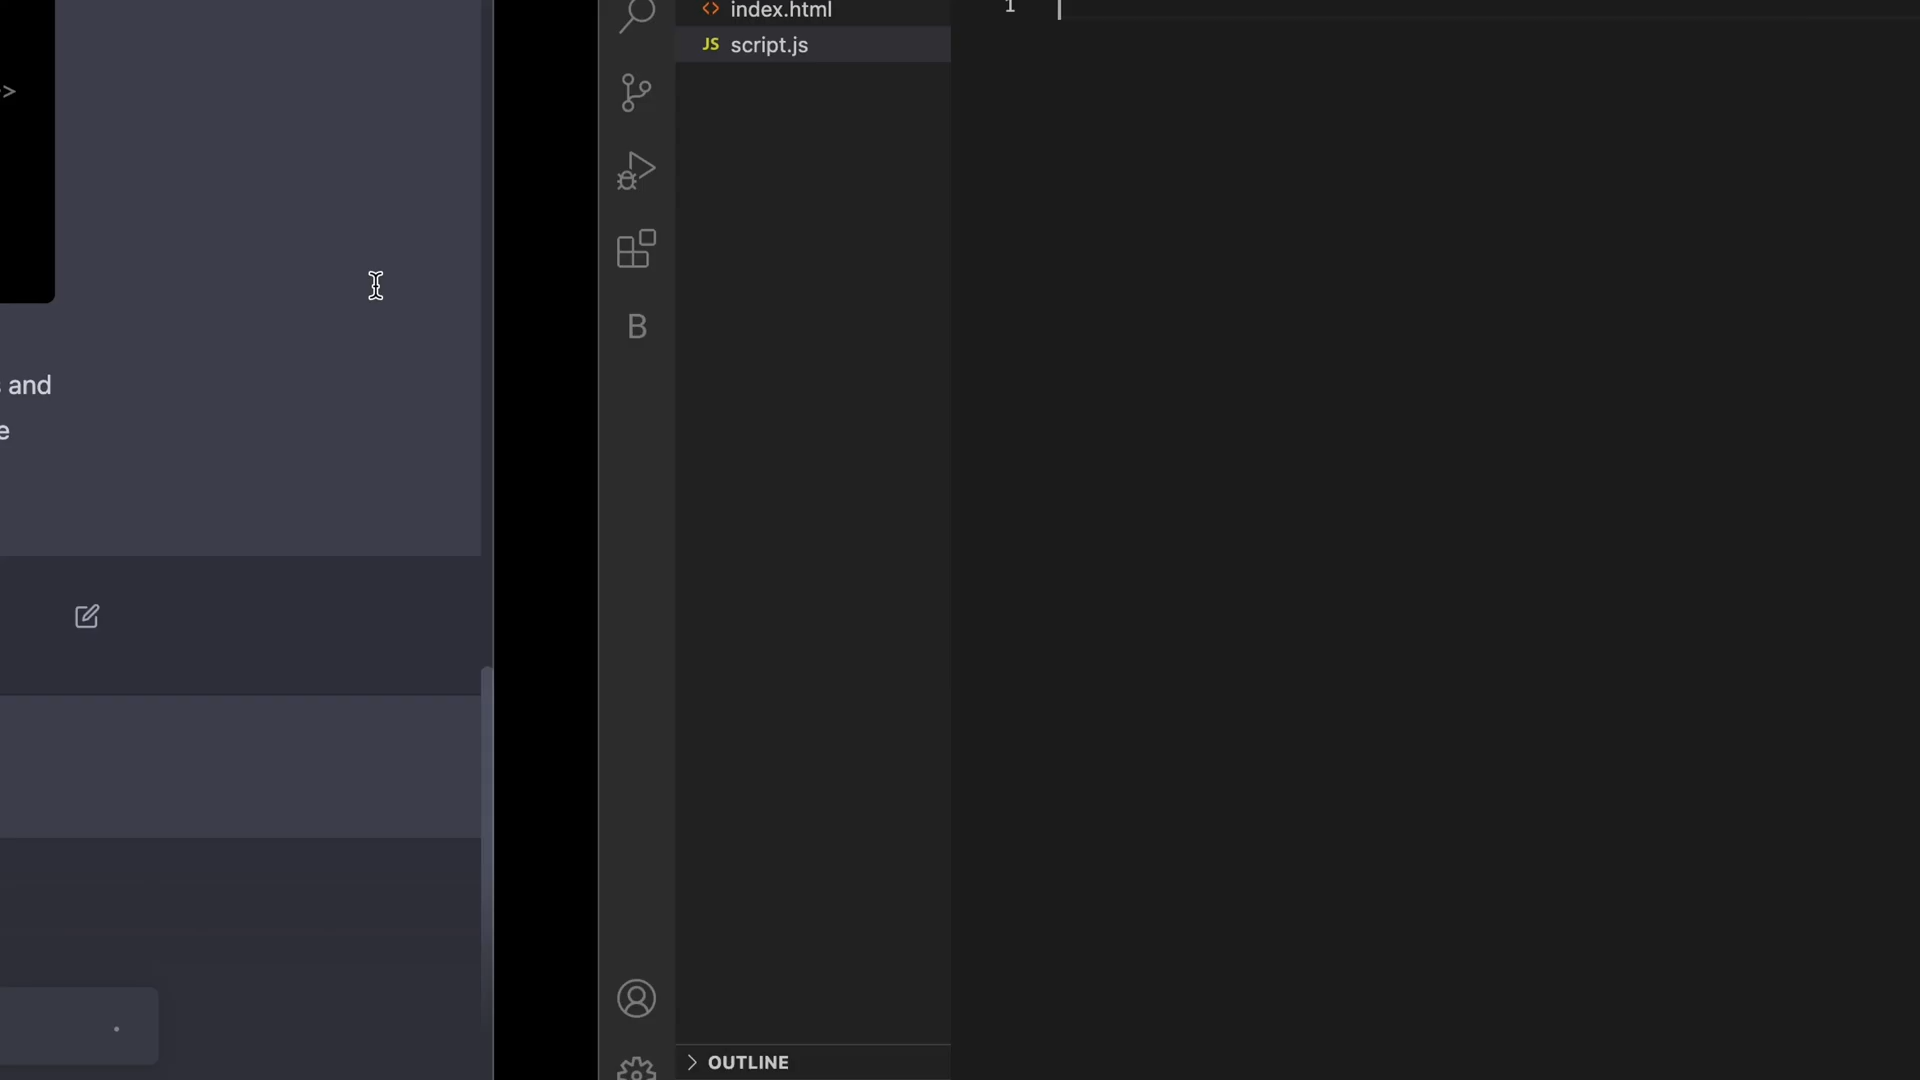 index.html
1
JS script.js
>
B
and
e
OUTLINE